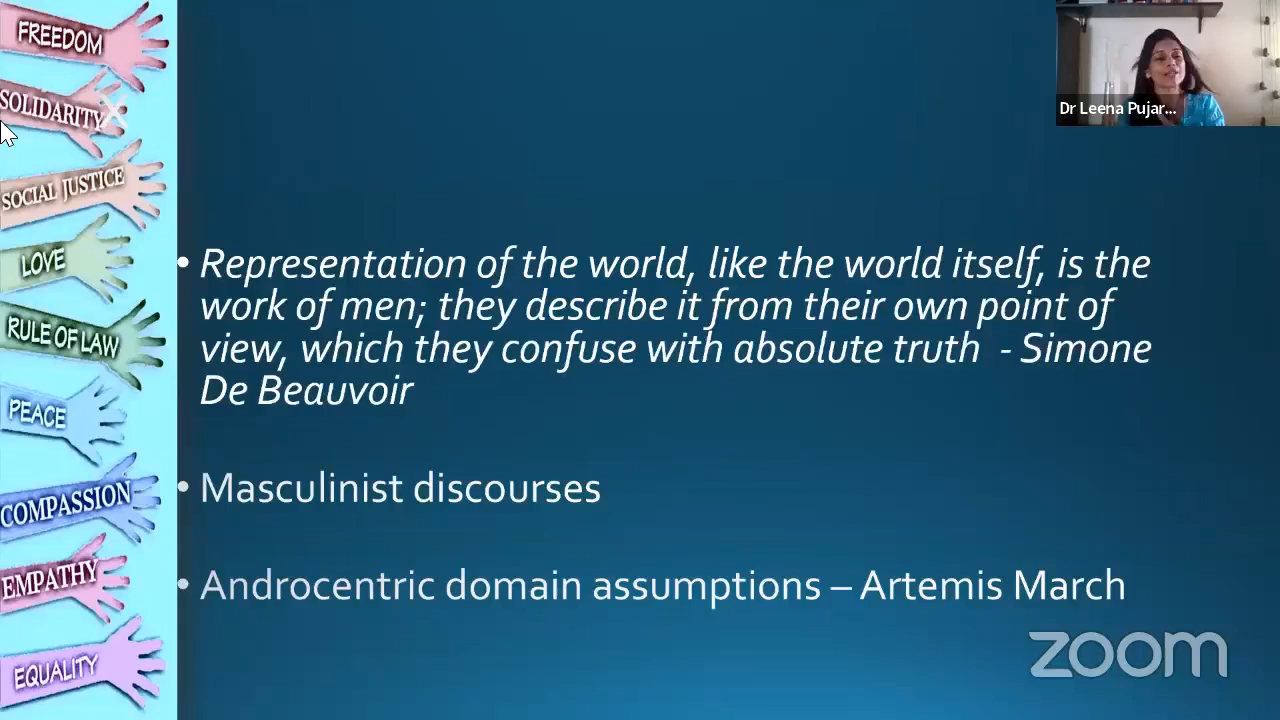 FREEDOM
SOLIDARITY
SOCIAL JUSTICE
LOVE
RULE OF LAW
PEACE
COMPASSION
EMPATHY
EQUALITY
Dr Leena Pujar...
• Representation of the world, like the world itself, is the
work of men; they describe it from their own point of
view, which they confuse with absolute truth - Simone
De Beauvoir
• Masculinist discourses
• Androcentric domain assumptions – Artemis March
zoom